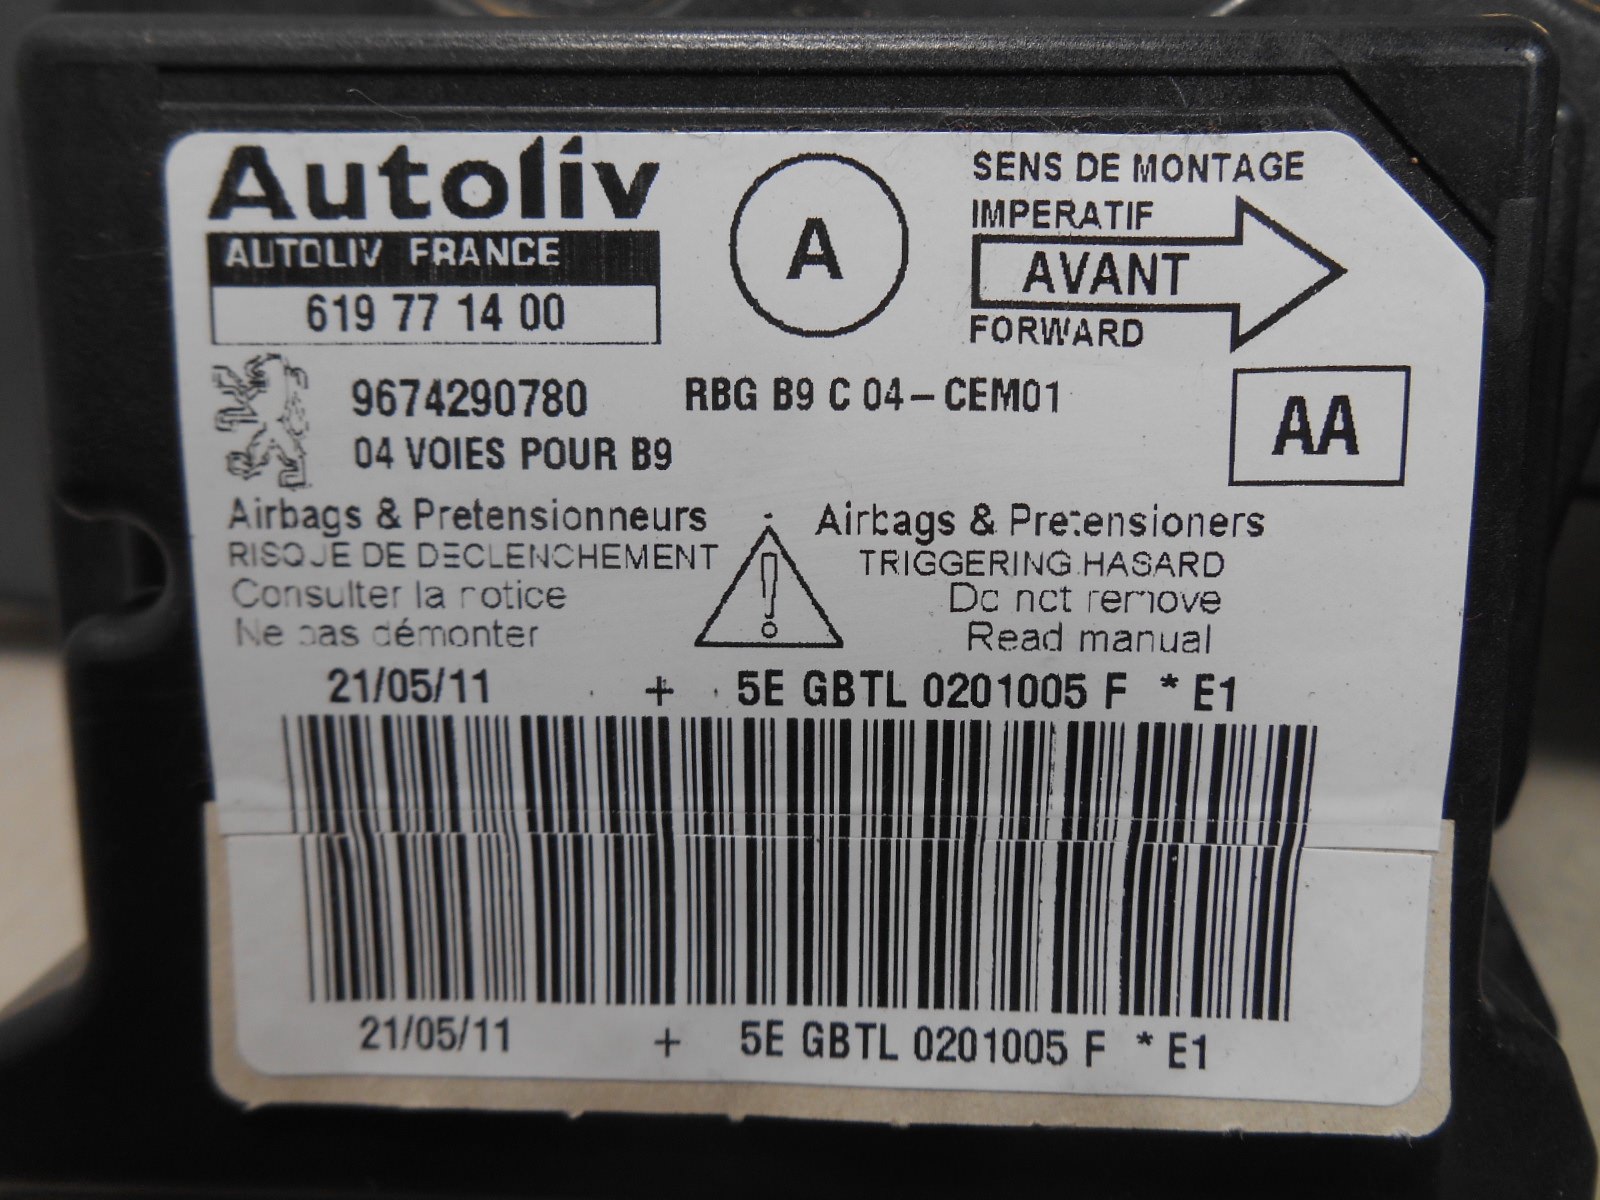 Autoliv
AUTOLIV FRANCE
619 77 14 00
A
SENS DE MONTAGE
IMPERATIF
AVANT
FORWARD
9674290780
RBG B9 C 04-CEM01
04 VOIES POUR B9
AA
Airbags & Pretensionneurs
RISQUE DE DECLENCHEMENT
Consulter la notice
Ne pas démonter
!
Airbags & Pretensioners
TRIGGERING HASARD
Do not remove
Read manual
21/05/11 + 5E GBTL 0201005 F * E1
21/05/11 + 5E GBTL 0201005 F * E1